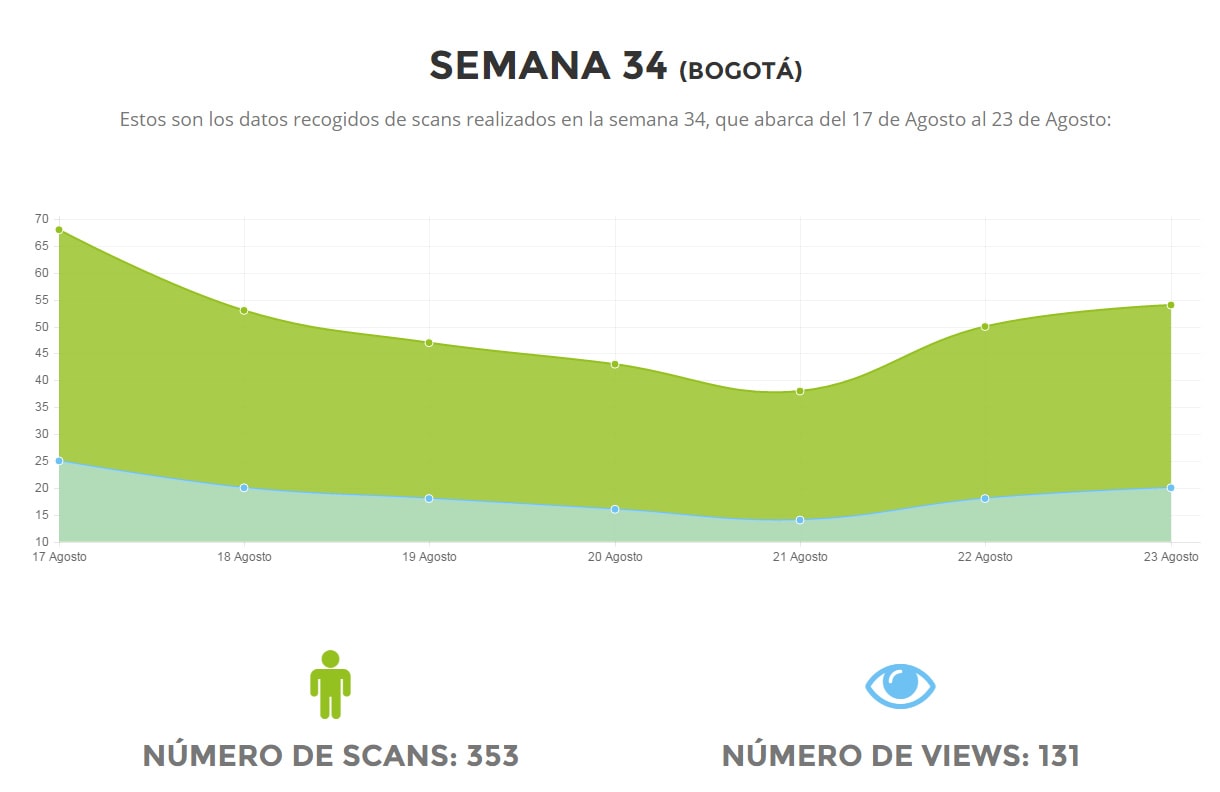 SEMANA 34 (BOGOTÁ)
Estos son los datos recogidos de scans realizados en la semana 34, que abarca del 17 de Agosto al 23 de Agosto:
70
65
60
55
50
45
40
35
30
25
20
15
10
17 Agosto 18 Agosto 19 Agosto 20 Agosto 21 Agosto 22 Agosto 23 Agosto
NÚMERO DE SCANS: 353
NÚMERO DE VIEWS: 131